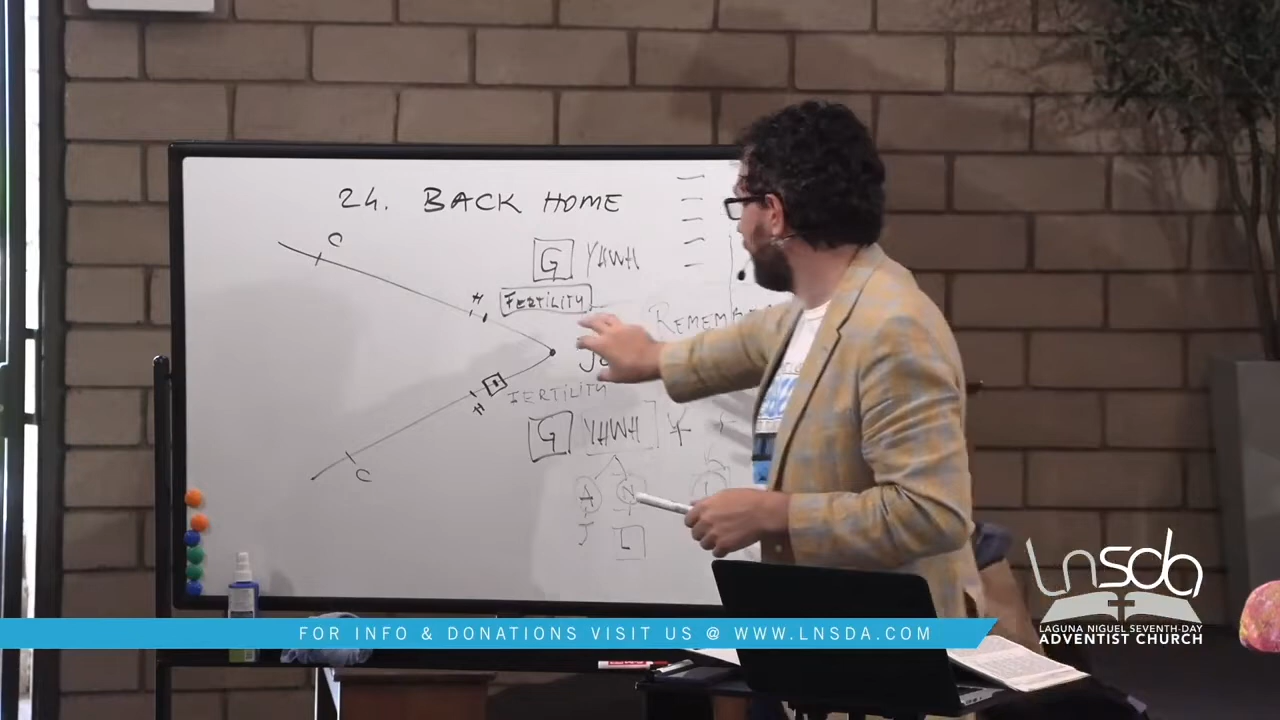 24. BACK HOME
C
G YHWH
H FERTILITY
REMEMBE
FERTILITY
H
G YHWH
C
A N
J L
FOR INFO & DONATIONS VISIT US @ WWW.LNSDA.COM
LNSDA
LAGUNA NIGUEL SEVENTH-DAY
ADVENTIST CHURCH